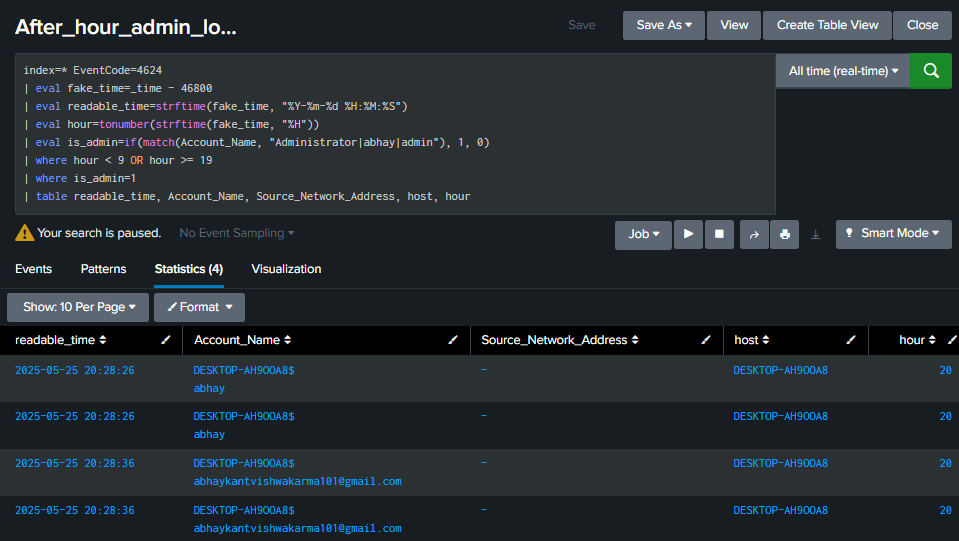 After_hour_admin_lo...
Save
Save As
View
Create Table View
Close
index=* EventCode=4624
| eval fake_time=_time - 46800
| eval readable_time=strftime(fake_time, "%Y-%m-%d %H:%M:%S")
| eval hour=tonumber(strftime(fake_time, "%H"))
| eval is_admin=if(match(Account_Name, "Administrator|abhay|admin"), 1, 0)
| where hour < 9 OR hour >= 19
| where is_admin=1
| table readable_time, Account_Name, Source_Network_Address, host, hour
All time (real-time)
Your search is paused.
No Event Sampling
Job
Smart Mode
Events
Patterns
Statistics (4)
Visualization
Show: 10 Per Page
Format
readable_time Account_Name Source_Network_Address host hour
2025-05-25 20:28:26 DESKTOP-AH9OOA8$ - DESKTOP-AH9OOA8 20
abhay
2025-05-25 20:28:26 DESKTOP-AH9OOA8$ - DESKTOP-AH9OOA8 20
abhay
2025-05-25 20:28:36 DESKTOP-AH9OOA8$ - DESKTOP-AH9OOA8 20
abhaykantvishwakarma101@gmail.com
2025-05-25 20:28:36 DESKTOP-AH9OOA8$ - DESKTOP-AH9OOA8 20
abhaykantvishwakarma101@gmail.com